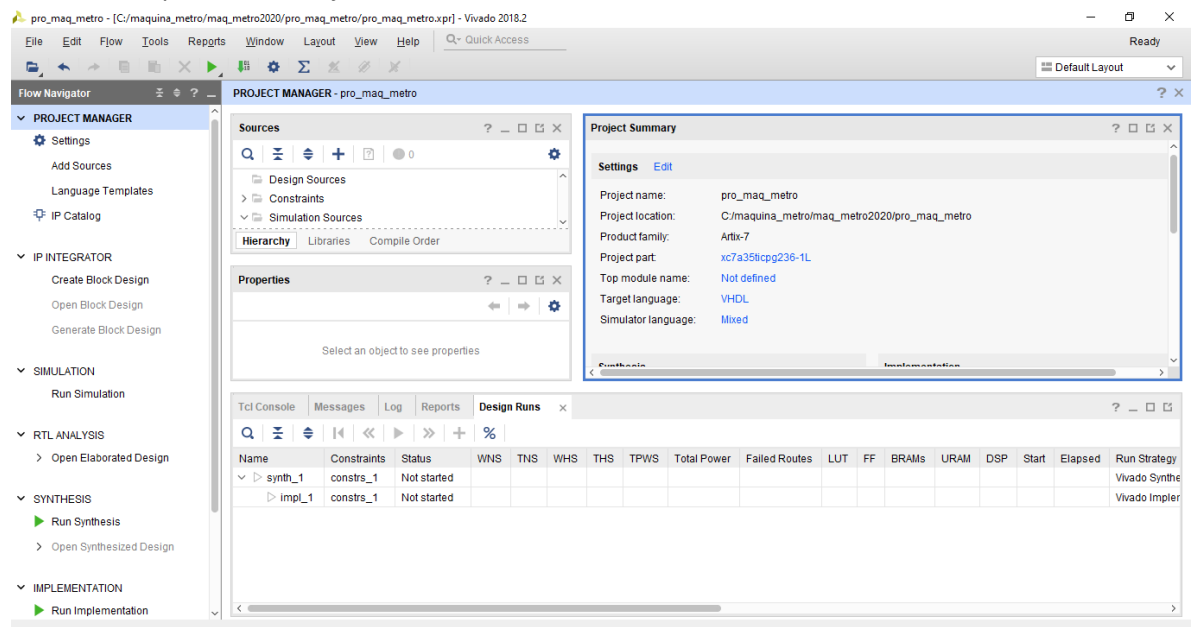 pro_maq_metro - [C:/maquina_metro/maq_metro2020/pro_maq_metro/pro_maq_metro.xpr] - Vivado 2018.2
File Edit Flow Tools Reports Window Layout View Help Quick Access Ready
Default Layout
Flow Navigator
PROJECT MANAGER
Settings
Add Sources
Language Templates
IP Catalog
IP INTEGRATOR
Create Block Design
Open Block Design
Generate Block Design
SIMULATION
Run Simulation
RTL ANALYSIS
Open Elaborated Design
SYNTHESIS
Run Synthesis
Open Synthesized Design
IMPLEMENTATION
Run Implementation
PROJECT MANAGER - pro_maq_metro
Sources
0
Design Sources
Constraints
Simulation Sources
Hierarchy Libraries Compile Order
Properties
Select an object to see properties
Project Summary
Settings Edit
Project name: pro_maq_metro
Project location: C:/maquina_metro/maq_metro2020/pro_maq_metro
Product family: Artix-7
Project part: xc7a35ticpg236-1L
Top module name: Not defined
Target language: VHDL
Simulator language: Mixed
Synthesis Implementation
Tcl Console Messages Log Reports Design Runs
Name Constraints Status WNS TNS WHS THS TPWS Total Power Failed Routes LUT FF BRAMs URAM DSP Start Elapsed Run Strategy
synth_1 constrs_1 Not started Vivado Synthe
impl_1 constrs_1 Not started Vivado Implem